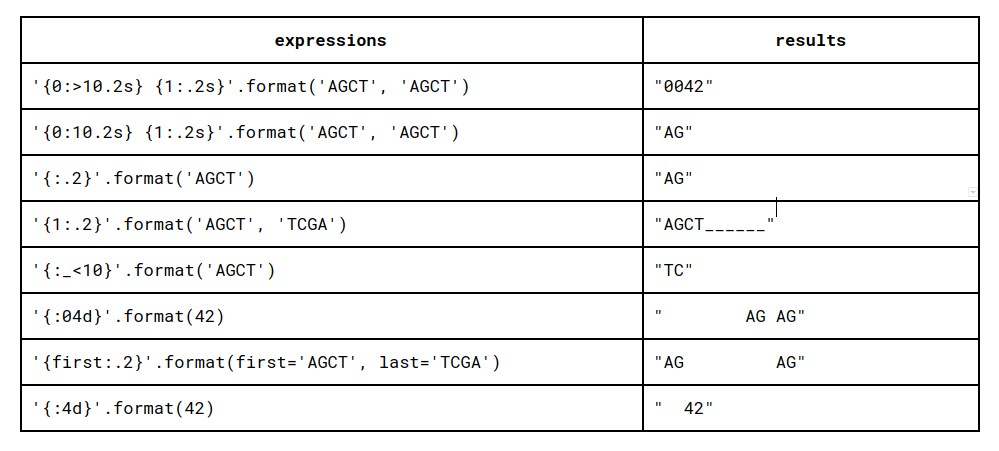 expressions results
'{0:>10.2s} {1:.2s}'.format('AGCT', 'AGCT') "0042"
'{0:10.2s} {1:.2s}'.format('AGCT', 'AGCT') "AG"
'{:.2}'.format('AGCT') "AG"
'{1:.2}'.format('AGCT', 'TCGA') "AGCT______"
'{:_<10}'.format('AGCT') "TC"
'{:04d}'.format(42) "        AG AG"
'{first:.2}'.format(first='AGCT', last='TCGA') "AG         AG"
'{:4d}'.format(42) "  42"